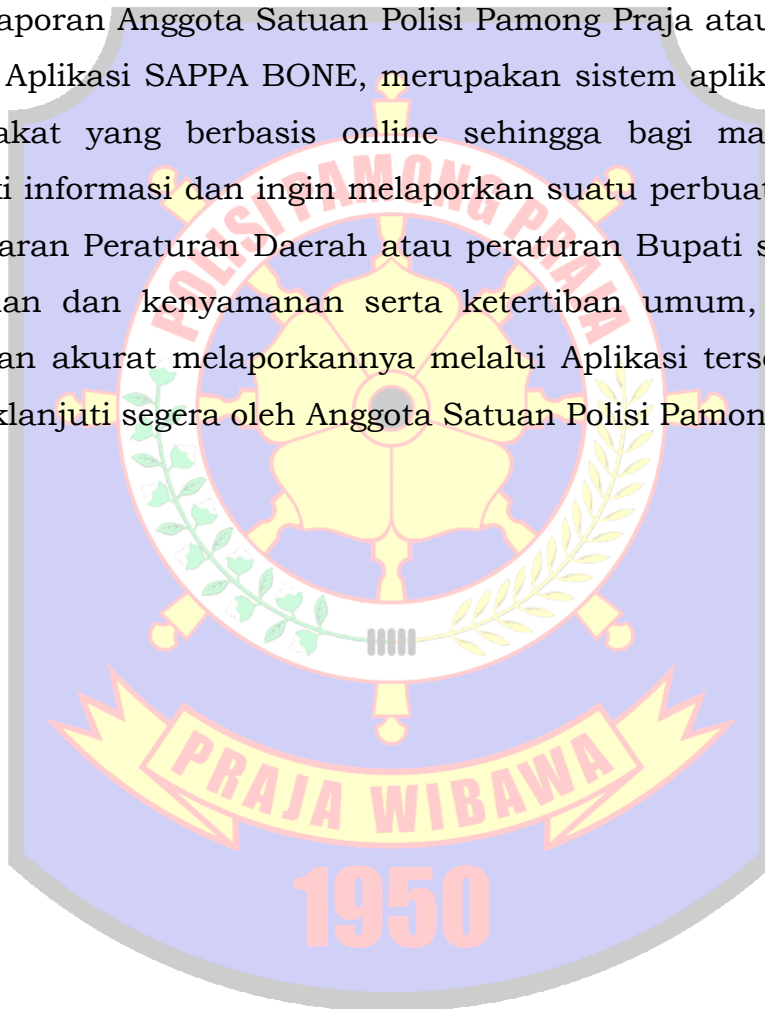 aporan Anggota Satuan Polisi Pamong Praja atau
Aplikasi SAPPA BONE, merupakan sistem aplik
akat yang berbasis online sehingga bagi ma
i informasi dan ingin melaporkan suatu perbuat
aran Peraturan Daerah atau peraturan Bupati s
an dan kenyamanan serta ketertiban umum,
an akurat melaporkannya melalui Aplikasi terse
klanjuti segera oleh Anggota Satuan Polisi Pamon
POLISI PAMONG PRAJA
PRAJA WIBAWA
1950